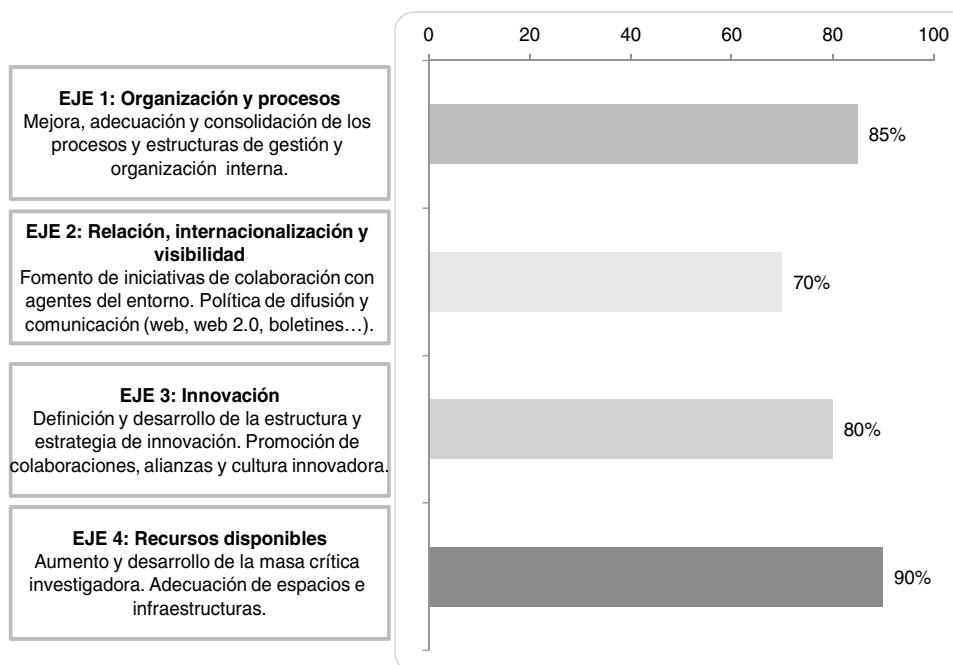 0 20 40 60 80 100
EJE 1: Organización y procesos
Mejora, adecuación y consolidación de los
procesos y estructuras de gestión y
organización interna.
85%
EJE 2: Relación, internacionalización y
visibilidad
Fomento de iniciativas de colaboración con
agentes del entorno. Política de difusión y
comunicación (web, web 2.0, boletines…).
70%
EJE 3: Innovación
Definición y desarrollo de la estructura y
estrategia de innovación. Promoción de
colaboraciones, alianzas y cultura innovadora.
80%
EJE 4: Recursos disponibles
Aumento y desarrollo de la masa crítica
investigadora. Adecuación de espacios e
infraestructuras.
90%